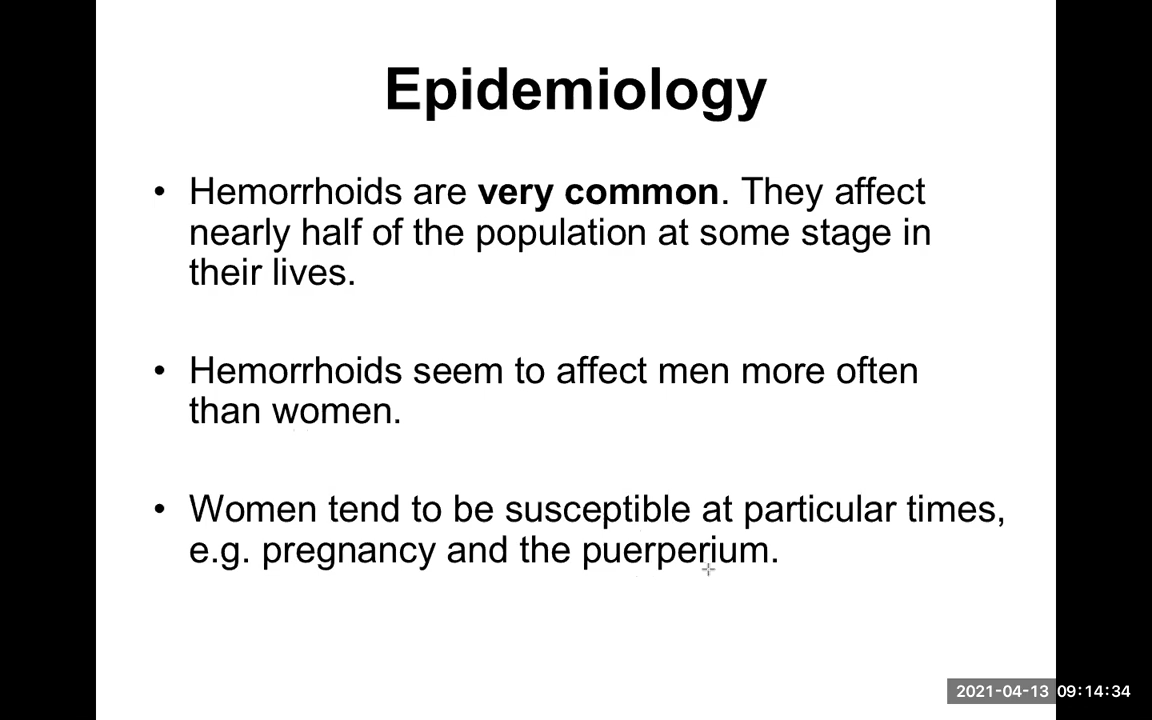 Epidemiology
• Hemorrhoids are very common. They affect
nearly half of the population at some stage in
their lives.
• Hemorrhoids seem to affect men more often
than women.
• Women tend to be susceptible at particular times,
e.g. pregnancy and the puerperium.
2021-04-13 09:14:34